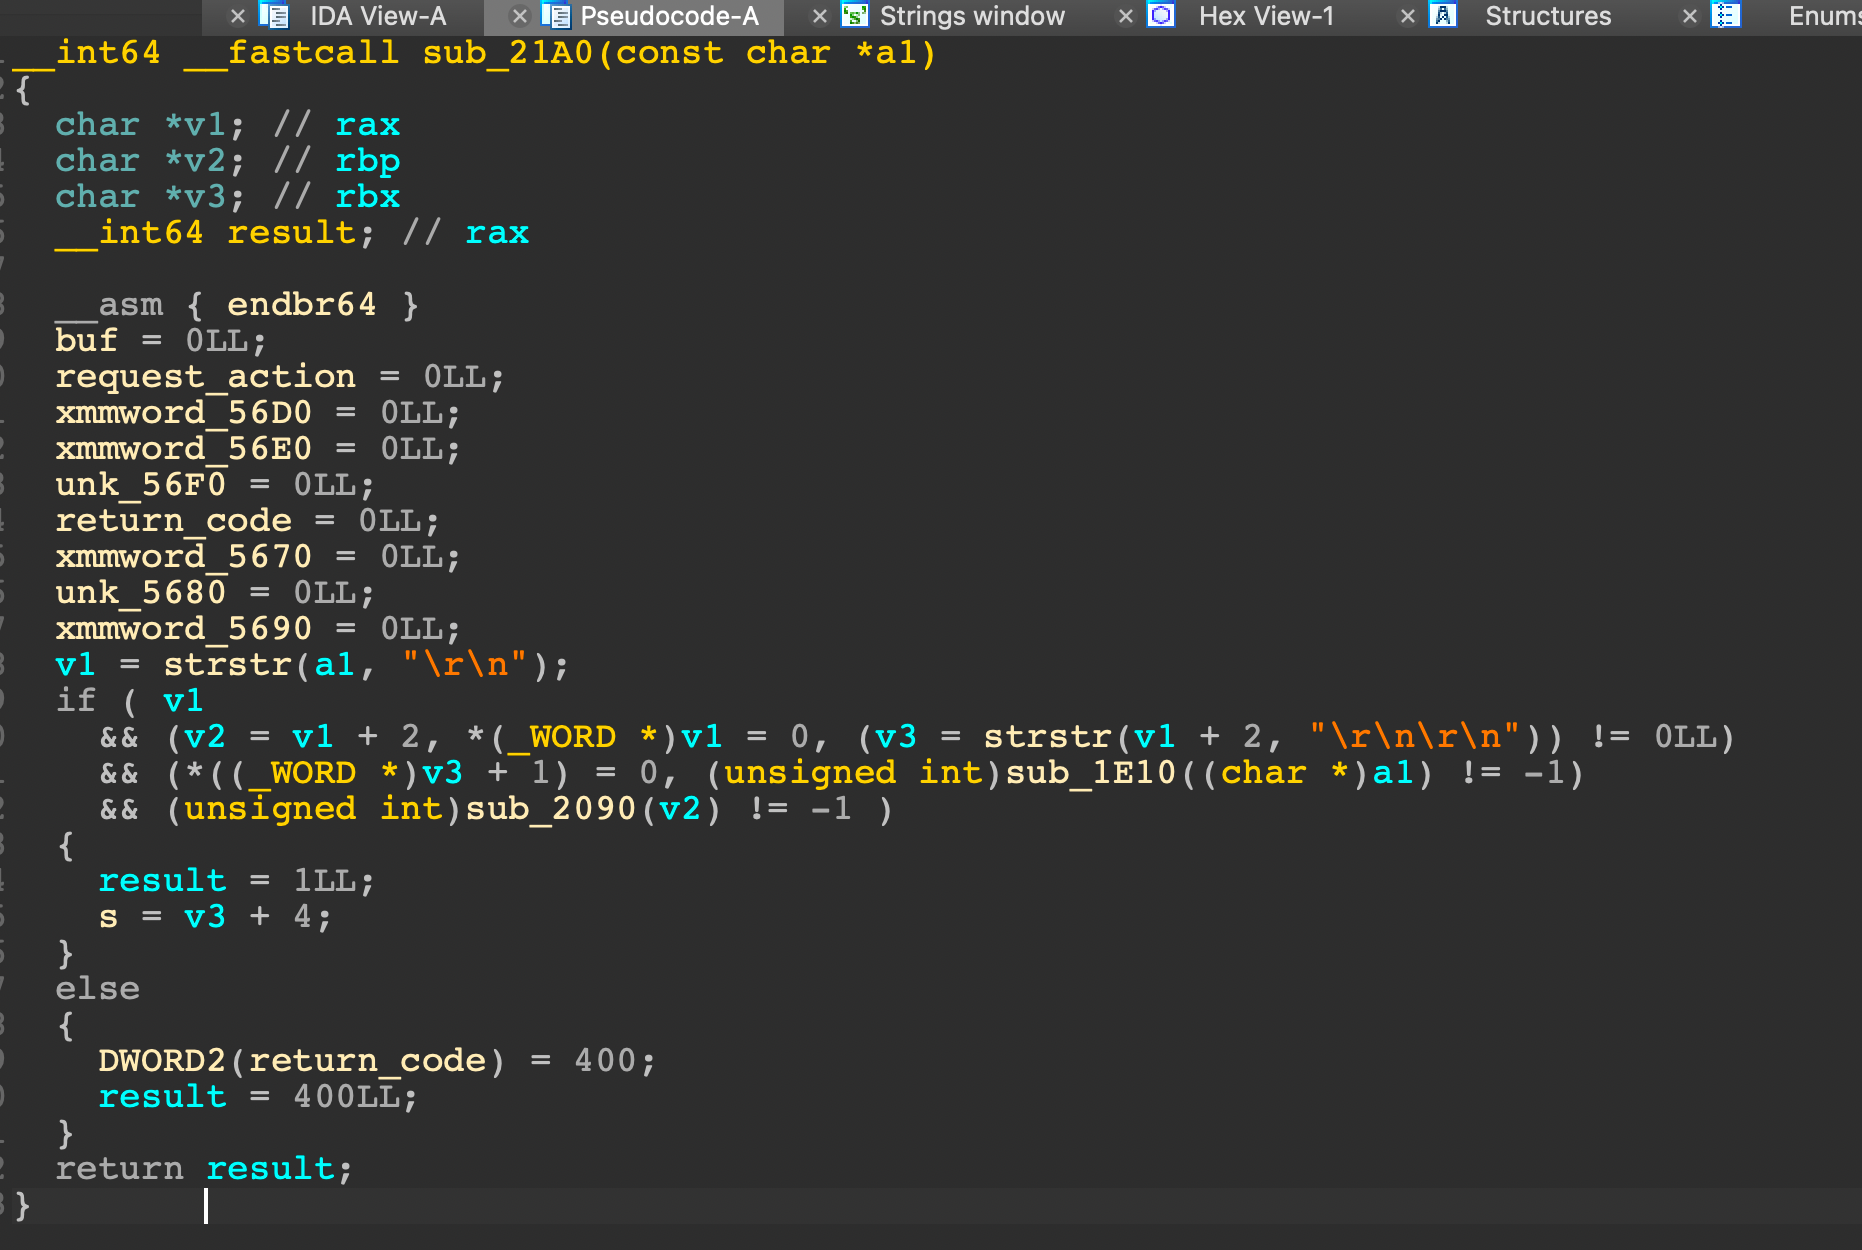 IDA View-A Pseudocode-A Strings window Hex View-1 Structures Enums
__int64 __fastcall sub_21A0(const char *a1)
{
  char *v1; // rax
  char *v2; // rbp
  char *v3; // rbx
  __int64 result; // rax

  __asm { endbr64 }
  buf = 0LL;
  request_action = 0LL;
  xmmword_56D0 = 0LL;
  xmmword_56E0 = 0LL;
  unk_56F0 = 0LL;
  return_code = 0LL;
  xmmword_5670 = 0LL;
  unk_5680 = 0LL;
  xmmword_5690 = 0LL;
  v1 = strstr(a1, "\r\n");
  if ( v1
    && (v2 = v1 + 2, *(_WORD *)v1 = 0, (v3 = strstr(v1 + 2, "\r\n\r\n")) != 0LL)
    && (*((_WORD *)v3 + 1) = 0, (unsigned int)sub_1E10((char *)a1) != -1)
    && (unsigned int)sub_2090(v2) != -1 )
  {
    result = 1LL;
    s = v3 + 4;
  }
  else
  {
    DWORD2(return_code) = 400;
    result = 400LL;
  }
  return result;
}